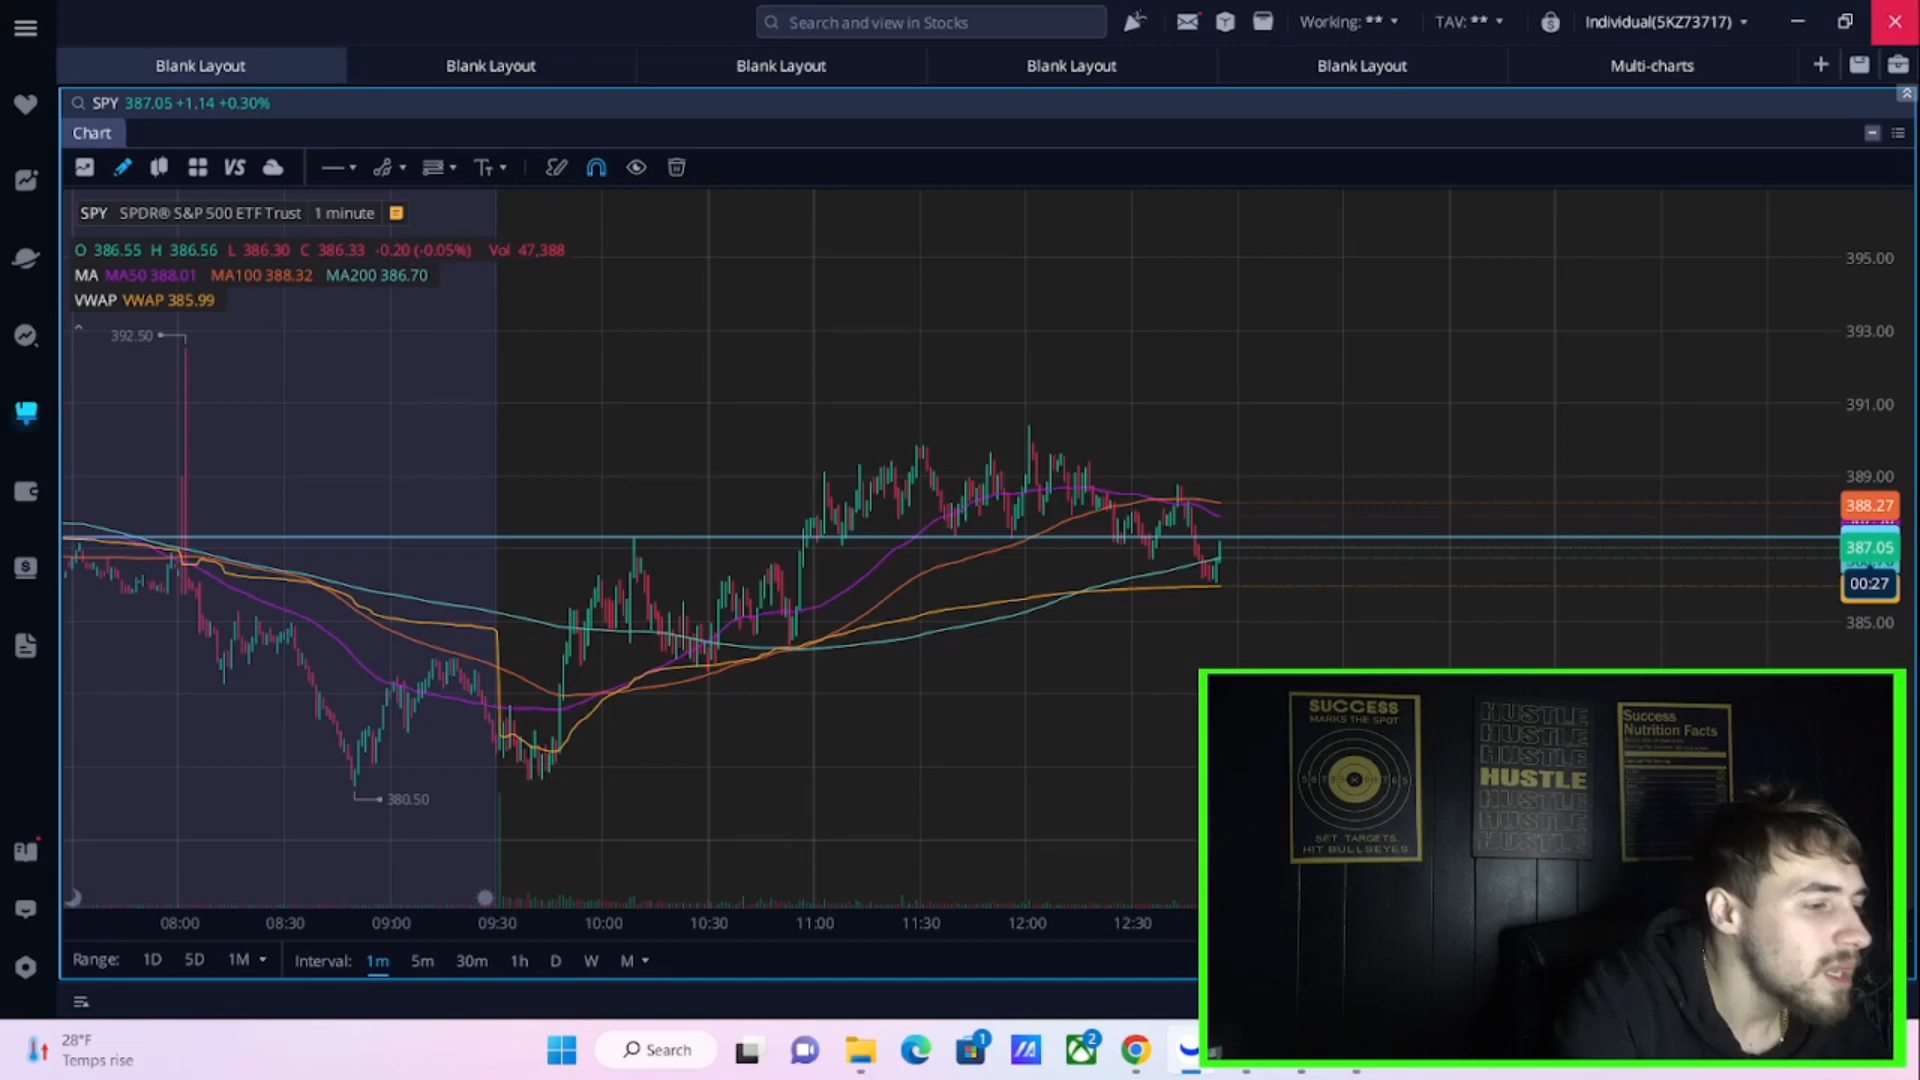 Search and view in Stocks
Working: **
TAV: **
Individual(5KZ73717)
Blank Layout
Blank Layout
Blank Layout
Blank Layout
Blank Layout
Multi-charts
SPY 387.05 +1.14 +0.30%
Chart
VS
Tт
SPY SPDR® S&P 500 ETF Trust 1 minute
O 386.55 H 386.56 L 386.30 C 386.33 -0.20 (-0.05%) Vol 47,388
MA MA50 388.01 MA100 388.32 MA200 386.70
VWAP VWAP 385.99
392.50
380.50
395.00
393.00
391.00
389.00
388.27
387.05
00:27
385.00
08:00 08:30 09:00 09:30 10:00 10:30 11:00 11:30 12:00 12:30
Range: 1D 5D 1M
Interval: 1m 5m 30m 1h D W M
SUCCESS
MARKS THE SPOT
SET TARGETS.
HIT BULLSEYES.
HUSTLE
HUSTLE
HUSTLE
HUSTLE
HUSTLE
HUSTLE
HUSTLE
Success
Nutrition Facts
28°F
Temps rise
Search
1
2